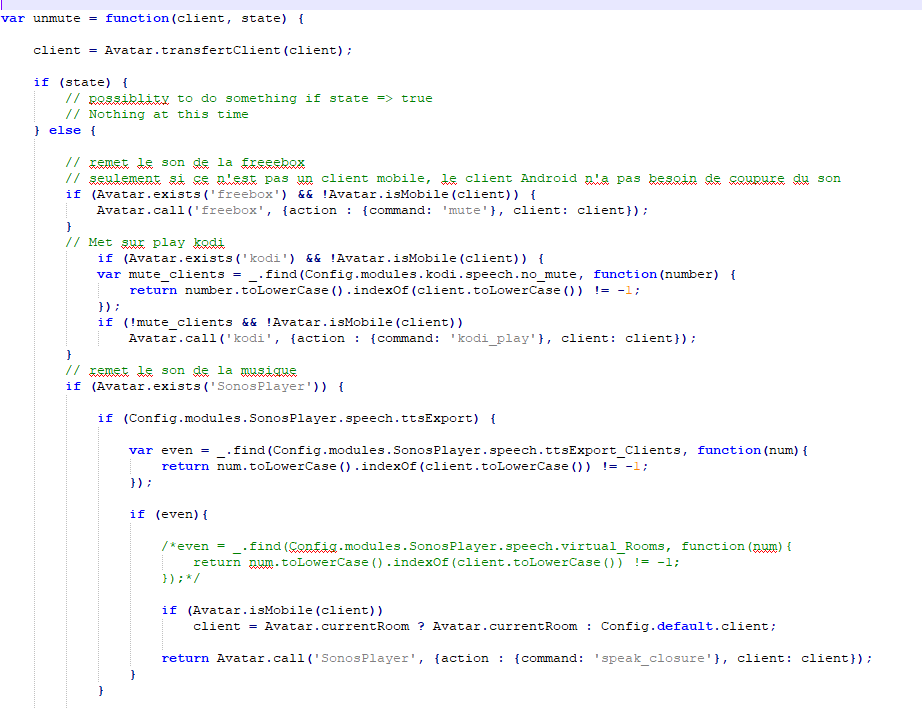 var unmute = function(client, state) {
client = Avatar.transfertClient(client);
if (state) {
// possiblity to do something if state => true
// Nothing at this time
} else {
// remet le son de la freeebox
// seulement si ce n'est pas un client mobile, le client Android n'a pas besoin de coupure du son
if (Avatar.exists('freebox') && !Avatar.isMobile(client)) {
Avatar.call('freebox', {action : {command: 'mute'}, client: client});
}
// Met sur play kodi
if (Avatar.exists('kodi') && !Avatar.isMobile(client)) {
var mute_clients = _.find(Config.modules.kodi.speech.no_mute, function(number) {
return number.toLowerCase().indexOf(client.toLowerCase()) != -1;
});
if (!mute_clients && !Avatar.isMobile(client))
Avatar.call('kodi', {action : {command: 'kodi_play'}, client: client});
}
// remet le son de la musique
if (Avatar.exists('SonosPlayer')) {
if (Config.modules.SonosPlayer.speech.ttsExport) {
var even = _.find(Config.modules.SonosPlayer.speech.ttsExport_Clients, function(num){
return num.toLowerCase().indexOf(client.toLowerCase()) != -1;
});
if (even){
/*even = _.find(Config.modules.SonosPlayer.speech.virtual_Rooms, function(num){
return num.toLowerCase().indexOf(client.toLowerCase()) != -1;
});*/
if (Avatar.isMobile(client))
client = Avatar.currentRoom ? Avatar.currentRoom : Config.default.client;
return Avatar.call('SonosPlayer', {action : {command: 'speak_closure'}, client: client});
}
}